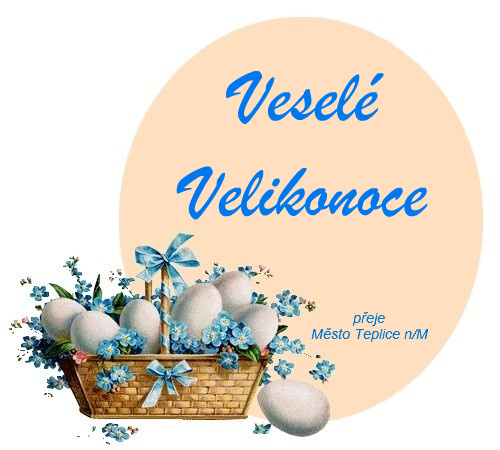 Veselé
Velikonoce
přeje
Město Teplice n/M